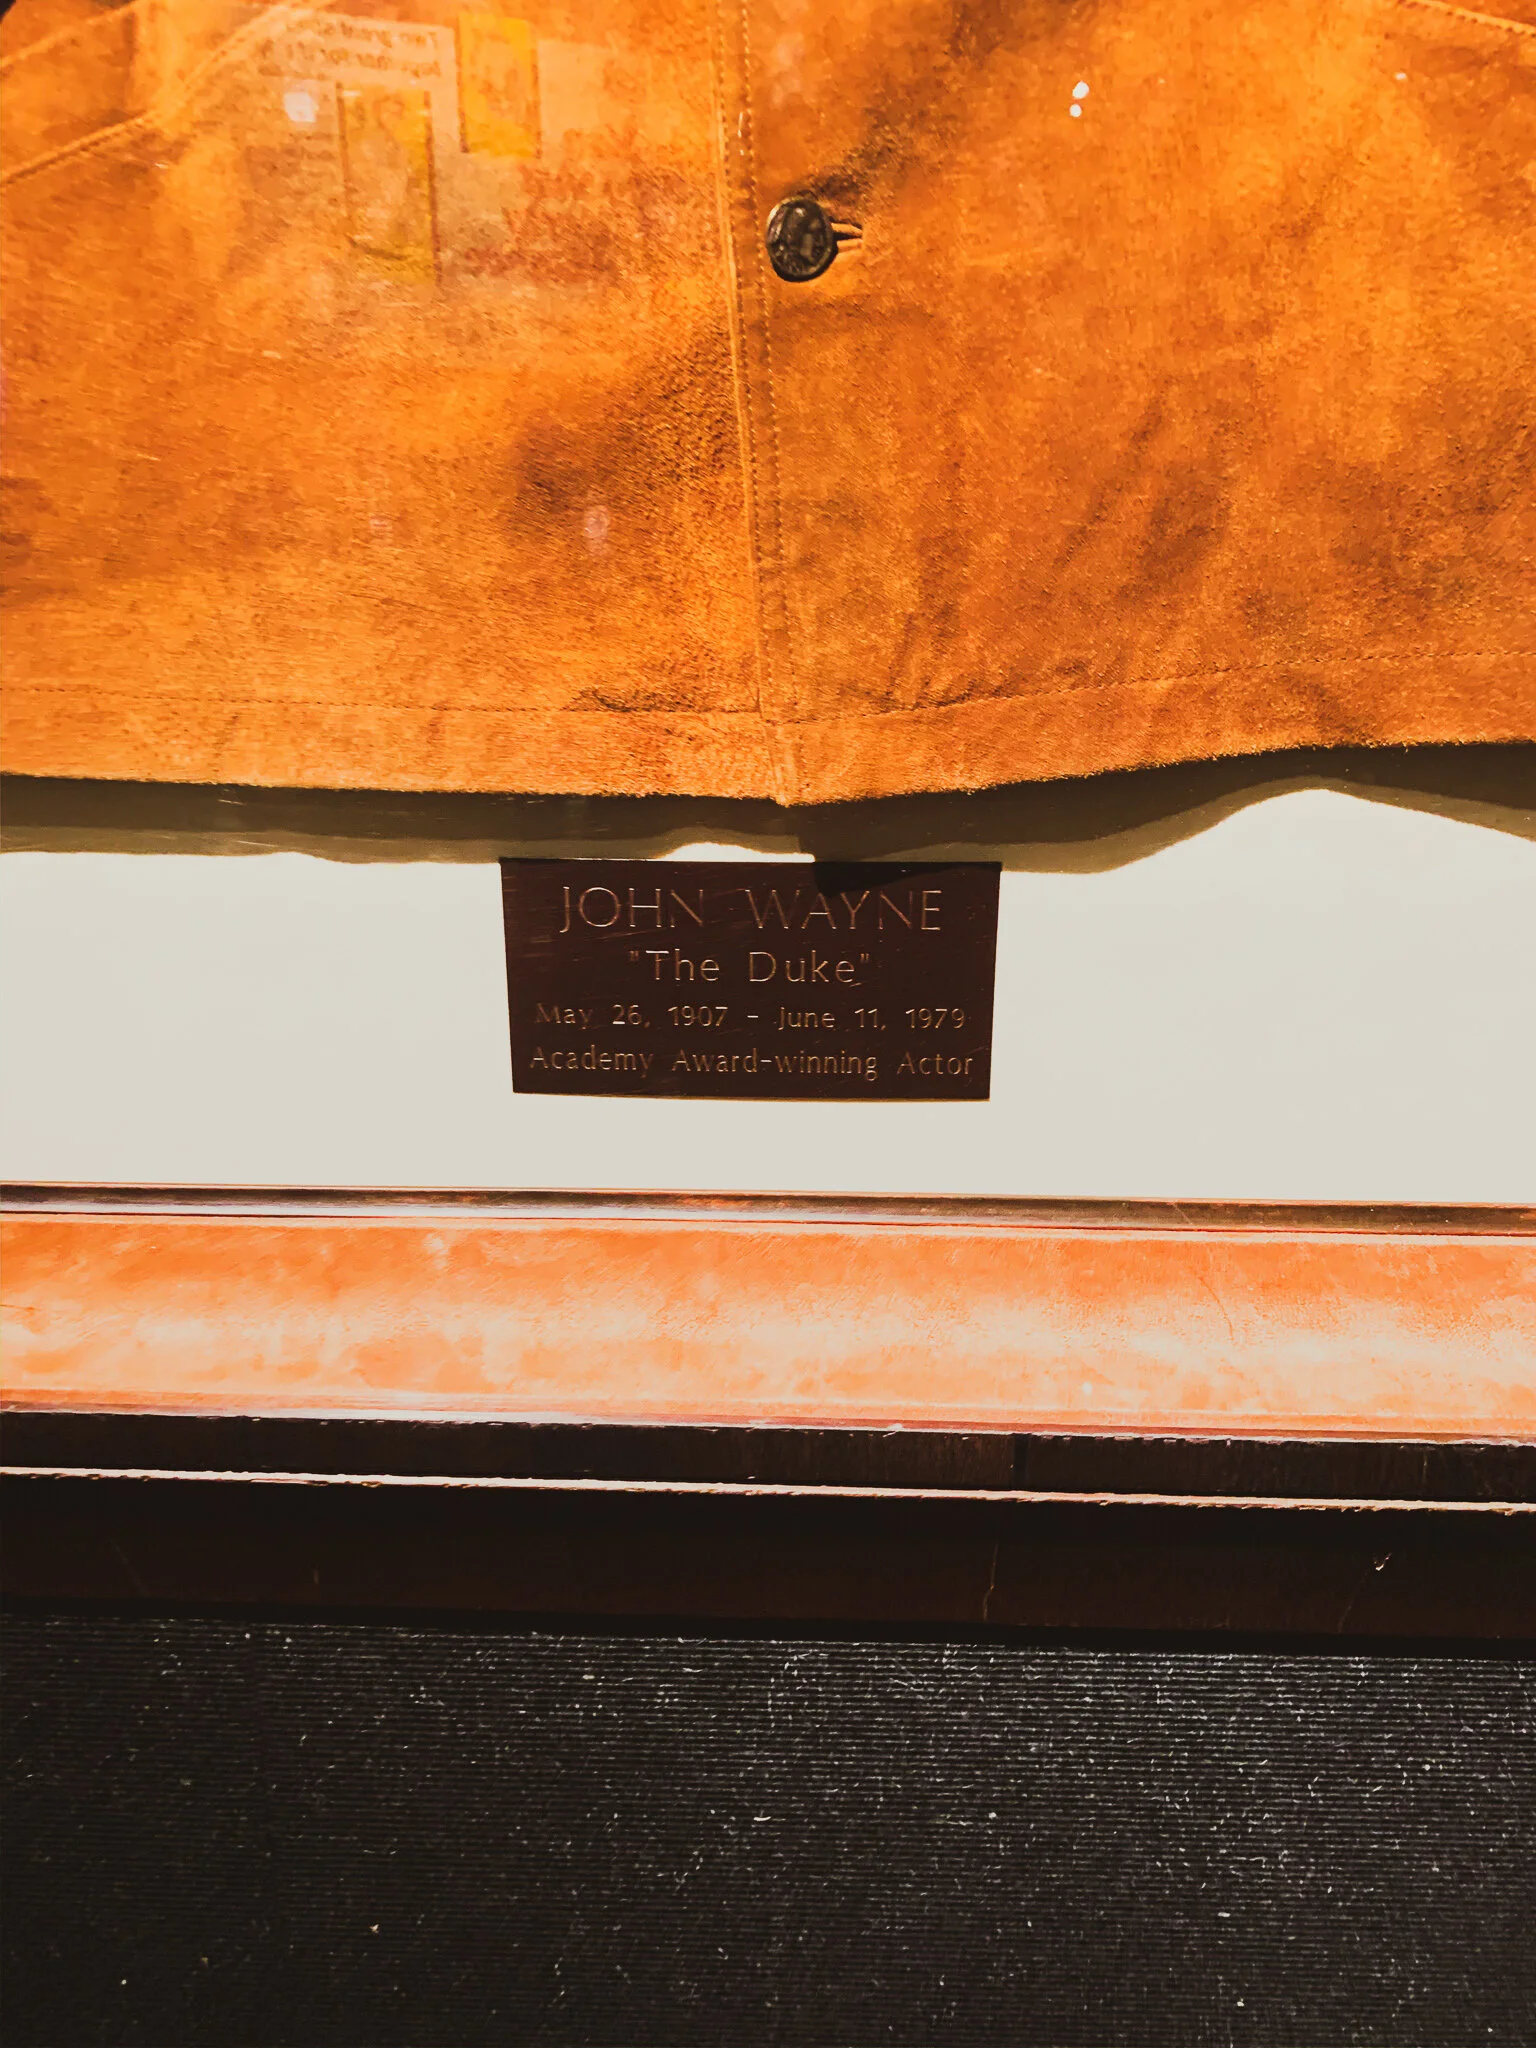 JOHN WAYNE
"The Duke"
May 26, 1907 - June 11, 1979
Academy Award-winning Actor